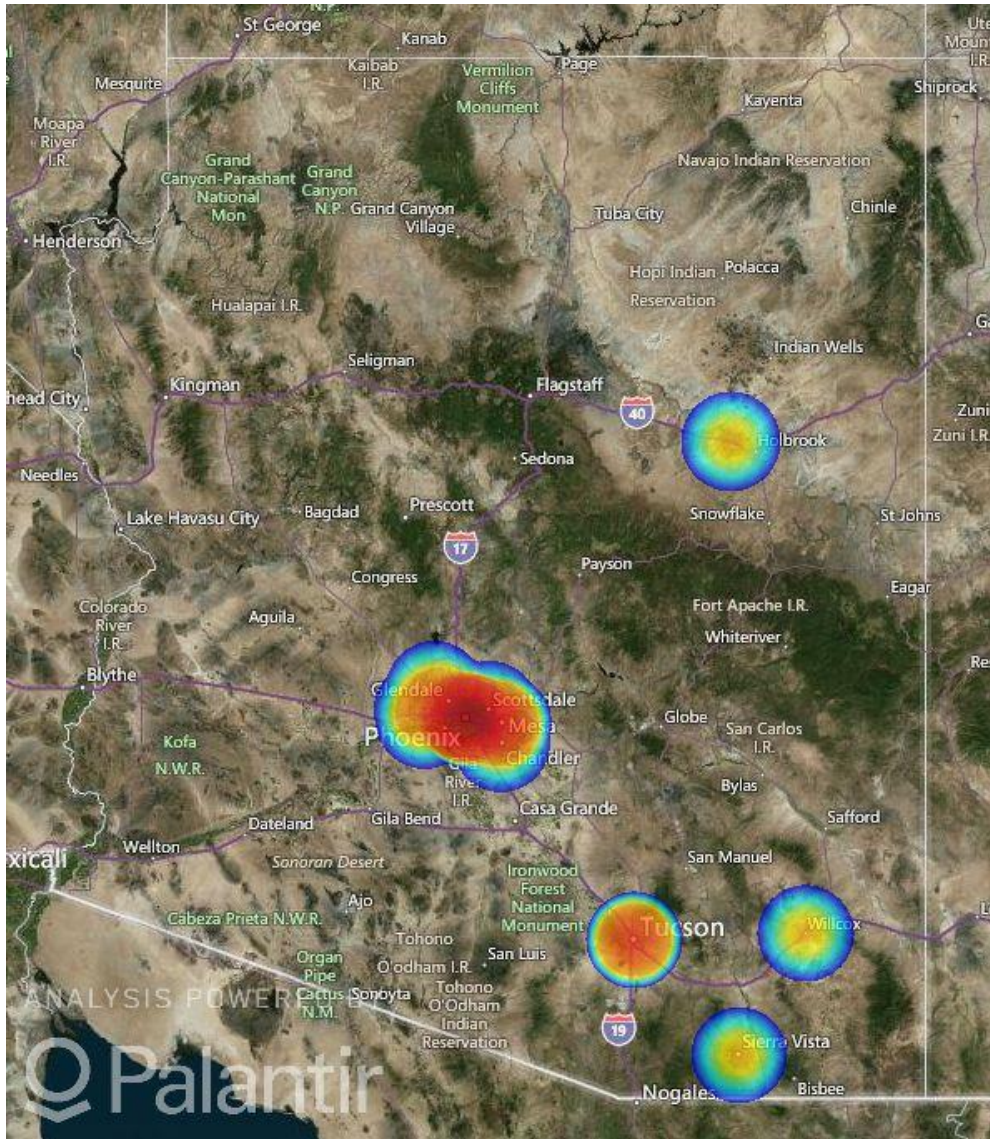 N.P.
St George
Kanab
Kaibab
I.R.
Page
Ute
Mount
I.R.
Mesquite
Vermilion
Cliffs
Monument
Shiprock
Kayenta
Moapa
River
I.R.
Grand
Canyon-Parashant
National
Mon
Grand
Canyon
N.P.
Navajo Indian Reservation
Grand Canyon
Village
Tuba City
Chinle
Henderson
Hopi Indian
Reservation
Polacca
Hualapai I.R.
Indian Wells
Seligman
Kingman
Flagstaff
head City
40
Holbrook
Zuni
Zuni I.R.
Needles
Sedona
Lake Havasu City
Bagdad
Prescott
Snowflake
St Johns
17
Congress
Payson
Eagar
Colorado
River
I.R.
Aguila
Fort Apache I.R.
Whiteriver
Blythe
Re
Glendale
Scottsdale
Phoenix
Mesa
Chandler
Globe
San Carlos
I.R.
Kofa
N.W.R.
Gila
River
I.R.
Bylas
Casa Grande
Gila Bend
Dateland
Safford
Wellton
xicali
Sonoran Desert
Ironwood
Forest
National
Monument
San Manuel
Ajo
Cabeza Prieta N.W.R.
Tucson
Willcox
Tohono
O'odham I.R.
San Luis
Organ
Pipe
Cactus
N.M.
Sonoyta
Tohono
O'Odham
Indian
Reservation
ANALYSIS POWERED BY
Palantir
19
Sierra Vista
Nogales
Bisbee